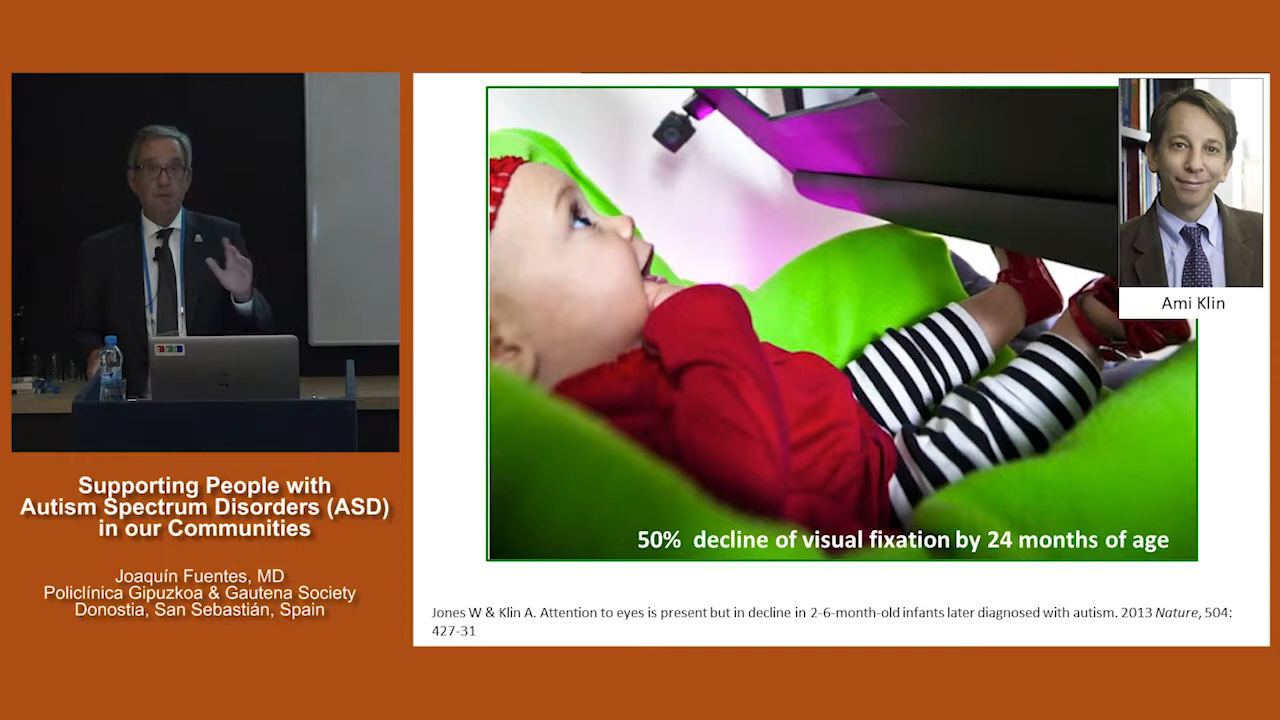 Supporting People with
Autism Spectrum Disorders (ASD)
in our Communities
Joaquín Fuentes, MD
Policlínica Gipuzkoa & Gautena Society
Donostia, San Sebastián, Spain
Ami Klin
50% decline of visual fixation by 24 months of age
Jones W & Klin A. Attention to eyes is present but in decline in 2-6-month-old infants later diagnosed with autism. 2013 Nature, 504:
427-31